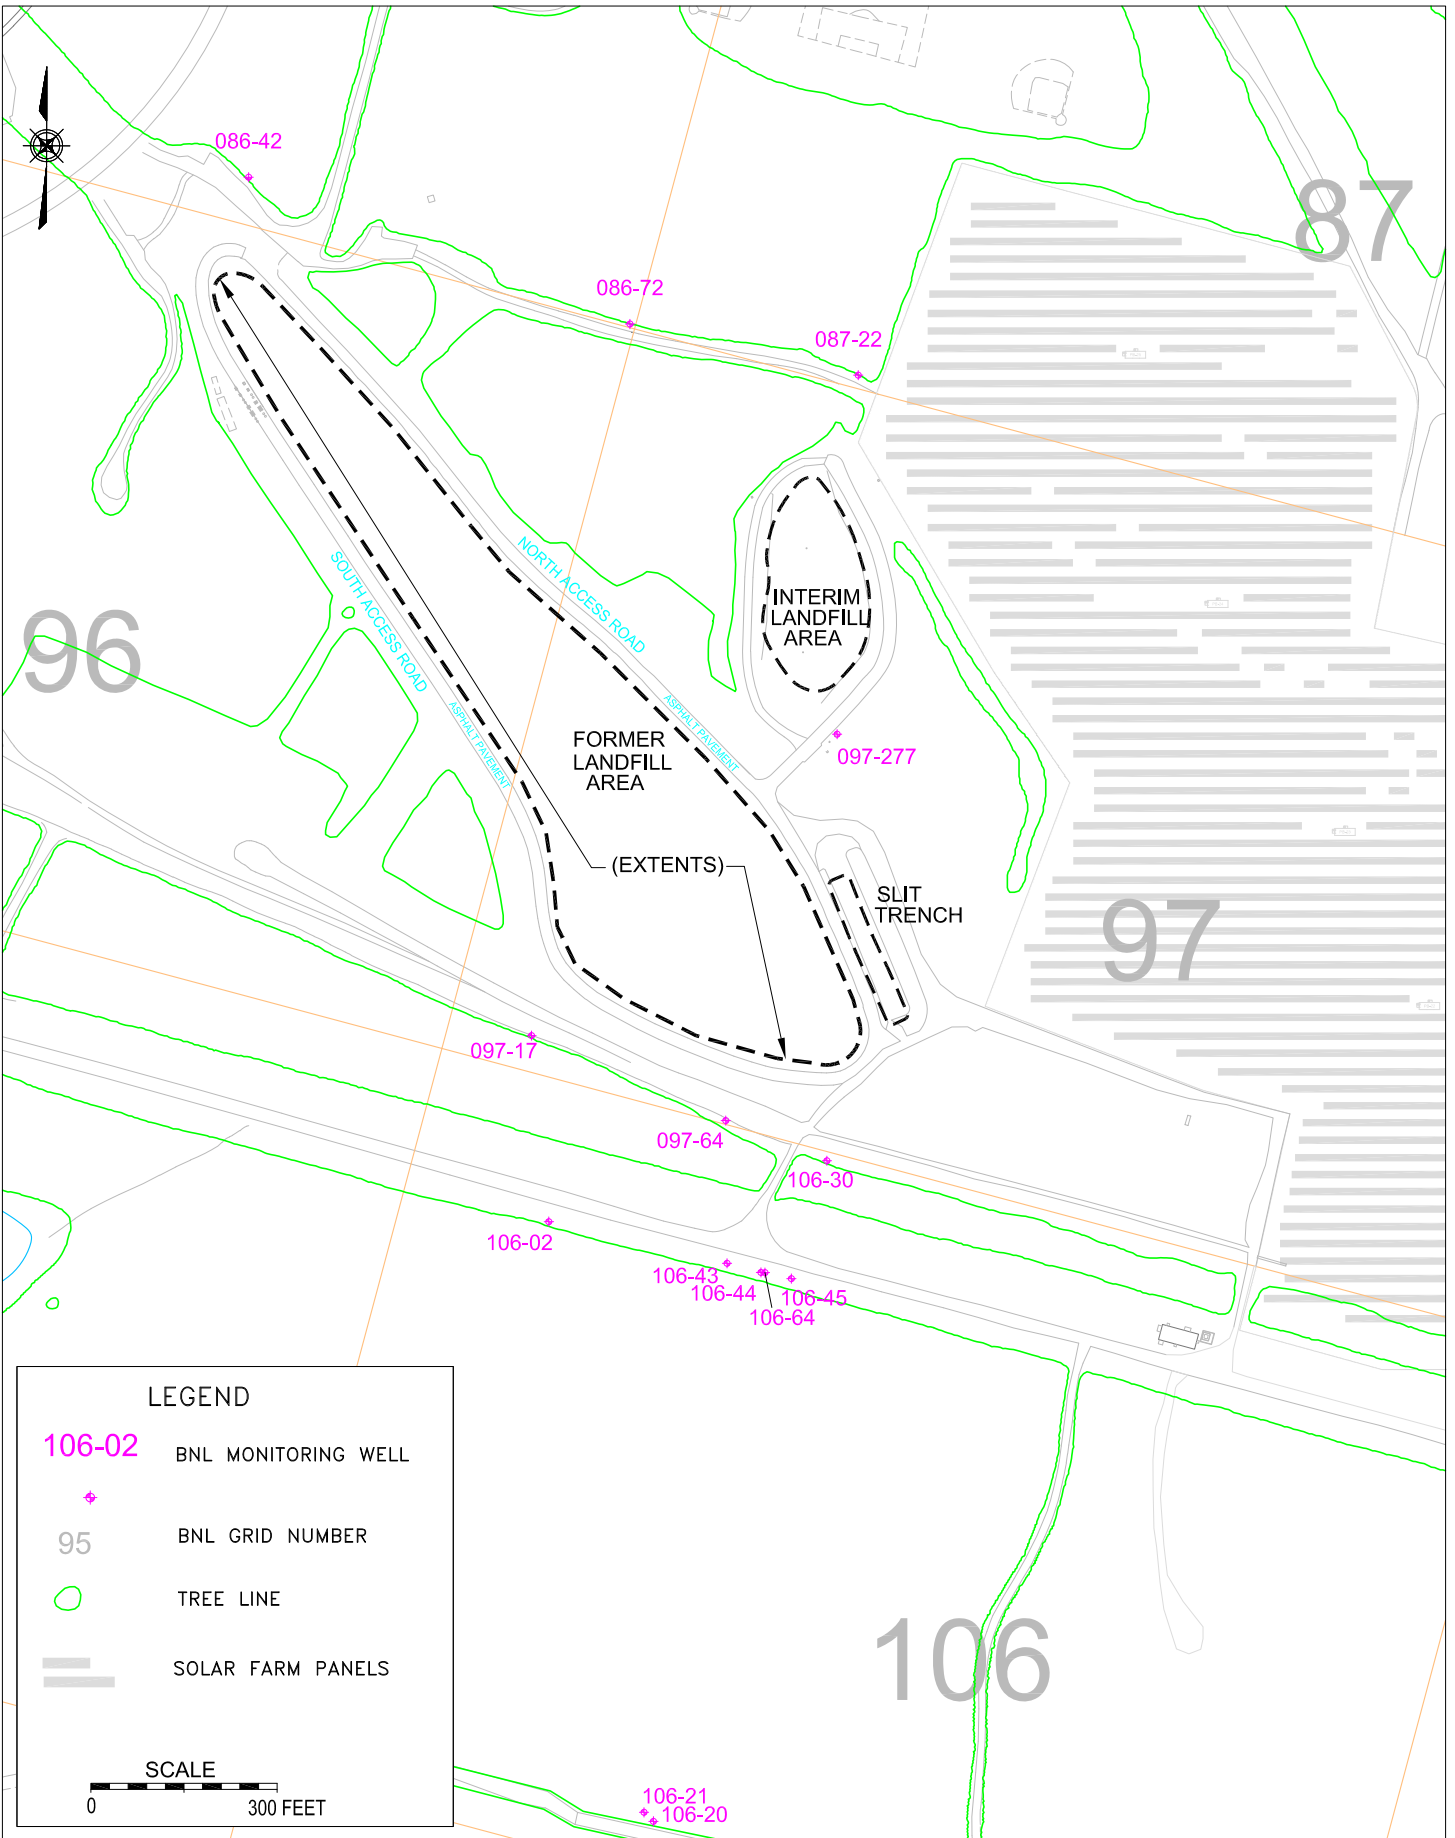 086-42
87
086-72
087-22
NORTH ACCESS ROAD
SOUTH ACCESS ROAD
INTERIM
LANDFILL
AREA
96
ASPHALT PAVEMENT
ASPHALT PAVEMENT
FORMER
LANDFILL
AREA
097-277
(EXTENTS)
SLIT
TRENCH
97
097-17
097-64
106-30
106-02
106-43
106-44
106-45
106-64
LEGEND
106-02 BNL MONITORING WELL
95 BNL GRID NUMBER
TREE LINE
SOLAR FARM PANELS
106
SCALE
0 300 FEET
106-21
106-20